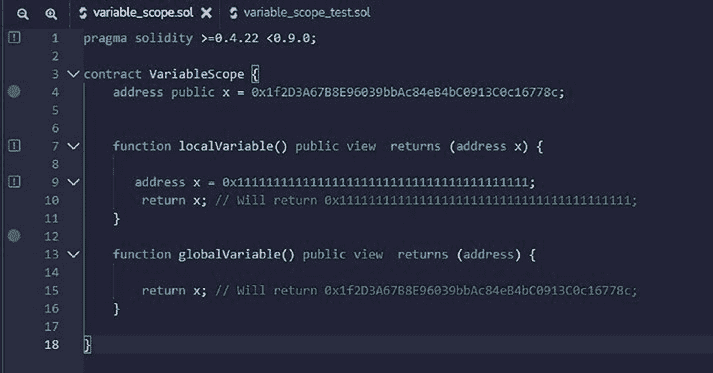 variable_scope.sol
variable_scope_test.sol
1 pragma solidity >=0.4.22 <0.9.0;
2
3 contract VariableScope {
4 address public x = 0x1f2D3A67B8E96039bbAc84eB4bC0913C0c16778c;
5
6
7 function localVariable() public view  returns (address x) {
8
9 address x = 0x1111111111111111111111111111111111111111;
10 return x; // Will return 0x1111111111111111111111111111111111111111;
11 }
12
13 function globalVariable() public view  returns (address) {
14
15 return x; // Will return 0x1f2D3A67B8E96039bbAc84eB4bC0913C0c16778c;
16 }
17
18 }